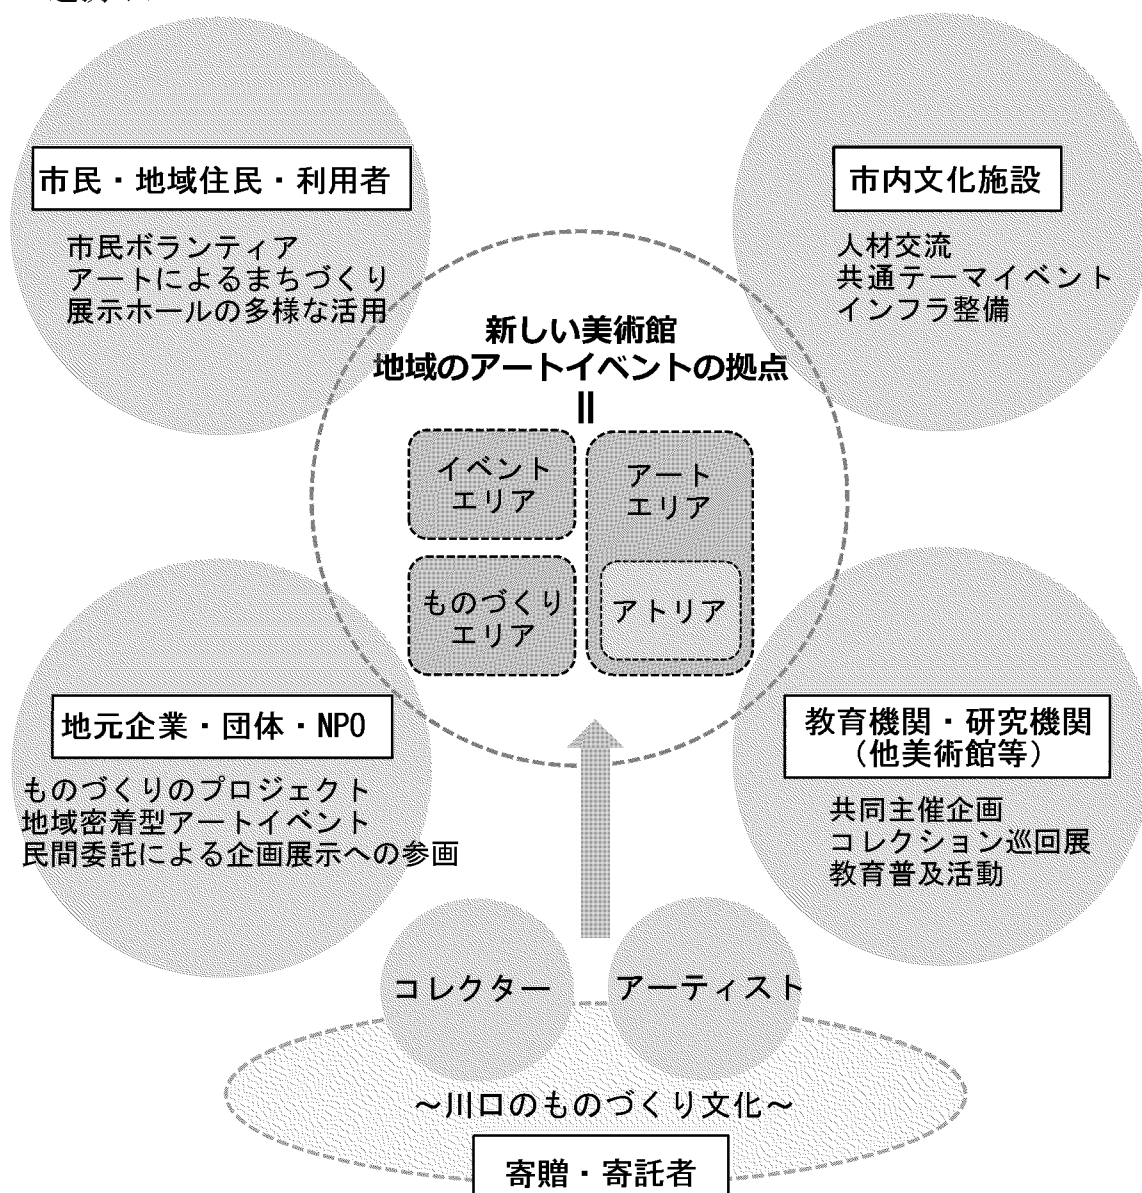 市民・地域住民・利用者
市民ボランティア
アートによるまちづくり
展示ホールの多様な活用
市内文化施設
人材交流
共通テーマイベント
インフラ整備
新しい美術館
地域のアートイベントの拠点
=
イベント
エリア
アート
エリア
ものづくり
エリア
アトリア
地元企業・団体・NPO
ものづくりのプロジェクト
地域密着型アートイベント
民間委託による企画展示への参画
教育機関・研究機関
(他美術館等)
共同主催企画
コレクション巡回展
教育普及活動
コレクター
アーティスト
~川口のものづくり文化~
寄贈・寄託者